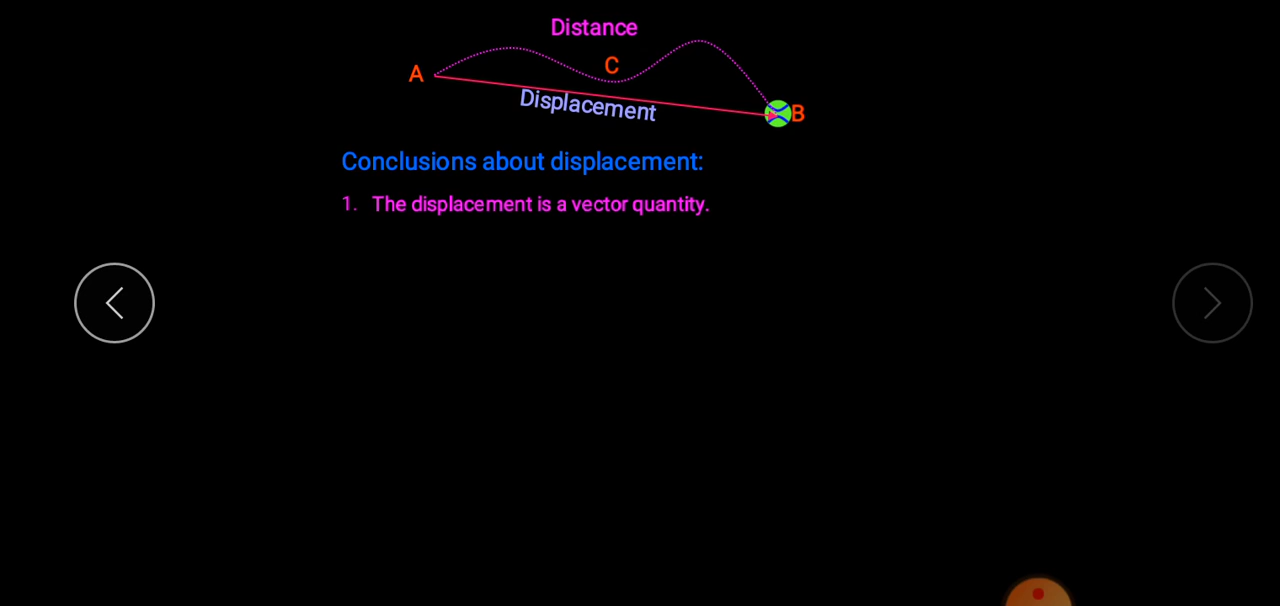 Distance
A
C
Displacement
B
Conclusions about displacement:
1. The displacement is a vector quantity.